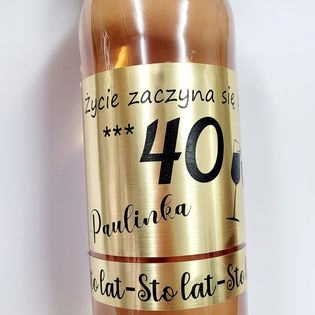 Życie zaczyna się
***40
Paulinka
Sto lat-Sto lat-Sto